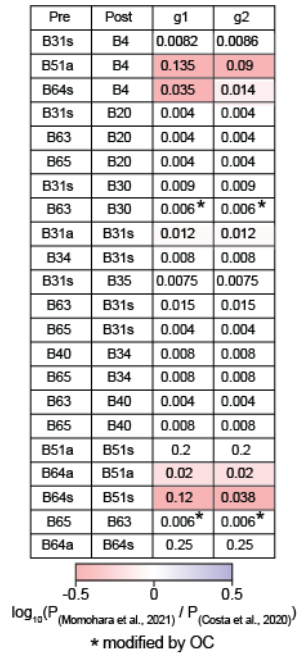 Pre Post g1 g2
B31s B4 0.0082 0.0086
B51a B4 0.135 0.09
B64s B4 0.035 0.014
B31s B20 0.004 0.004
B63 B20 0.004 0.004
B65 B20 0.004 0.004
B31s B30 0.009 0.009
B63 B30 0.006* 0.006*
B31a B31s 0.012 0.012
B34 B31s 0.008 0.008
B31s B35 0.0075 0.0075
B63 B31s 0.015 0.015
B65 B31s 0.004 0.004
B40 B34 0.008 0.008
B65 B34 0.008 0.008
B63 B40 0.004 0.004
B65 B40 0.008 0.008
B51a B51s 0.2 0.2
B64a B51a 0.02 0.02
B64s B51s 0.12 0.038
B65 B63 0.006* 0.006*
B64a B64s 0.25 0.25
-0.5 0 0.5
log10(P(Momohara et al., 2021) / P(Costa et al., 2020))
* modified by OC